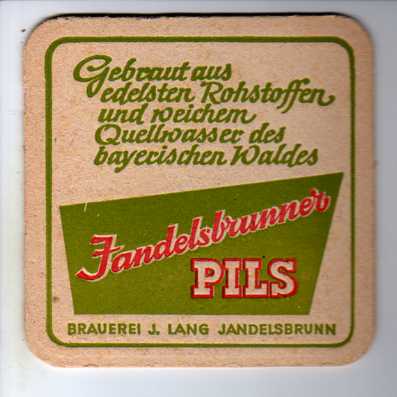 Gebraut aus
edelsten Rohstoffen
und weichem
Quellwasser des
bayerischen Waldes
Jandelsbrunner
PILS
BRAUEREI J. LANG JANDELSBRUNN